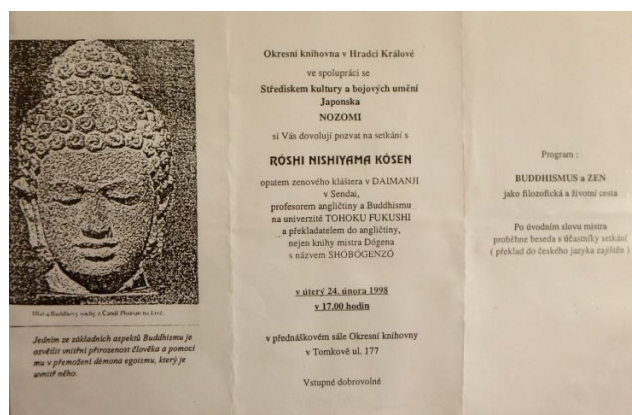 Hlava Buddhovy sochy z Čandi
Jedním ze základních aspektů Buddhismu je
osvětlit vnitřní přirozenost člověka a pomoci
mu v přemožení démona egoismu, který je
uvnitř něho.
Okresní knihovna v Hradci Králové
ve spolupráci se
Střediskem kultury a bojových umění
Japonska
NOZOMI
si Vás dovolují pozvat na setkání s
RÓSHI NISHIYAMA KÓSEN
opatem zenového kláštera v DAIMANJI
v Sendai,
profesorem angličtiny a Buddhismu
na univerzitě TOHOKU FUKUSHI
a překladatelem do angličtiny,
nejen knihy mistra Dógena
s názvem SHÓBÓGENZÓ
v úterý 24. února 1998
v 17.00 hodin
v přednáškovém sále Okresní knihovny
v Tomkově ul. 177
Vstupné dobrovolné
Program :
BUDDHISMUS a ZEN
jako filozofická a životní cesta
Po úvodním slovu mistra
proběhne beseda s účastníky setkání
( překlad do českého jazyka zajištěn )